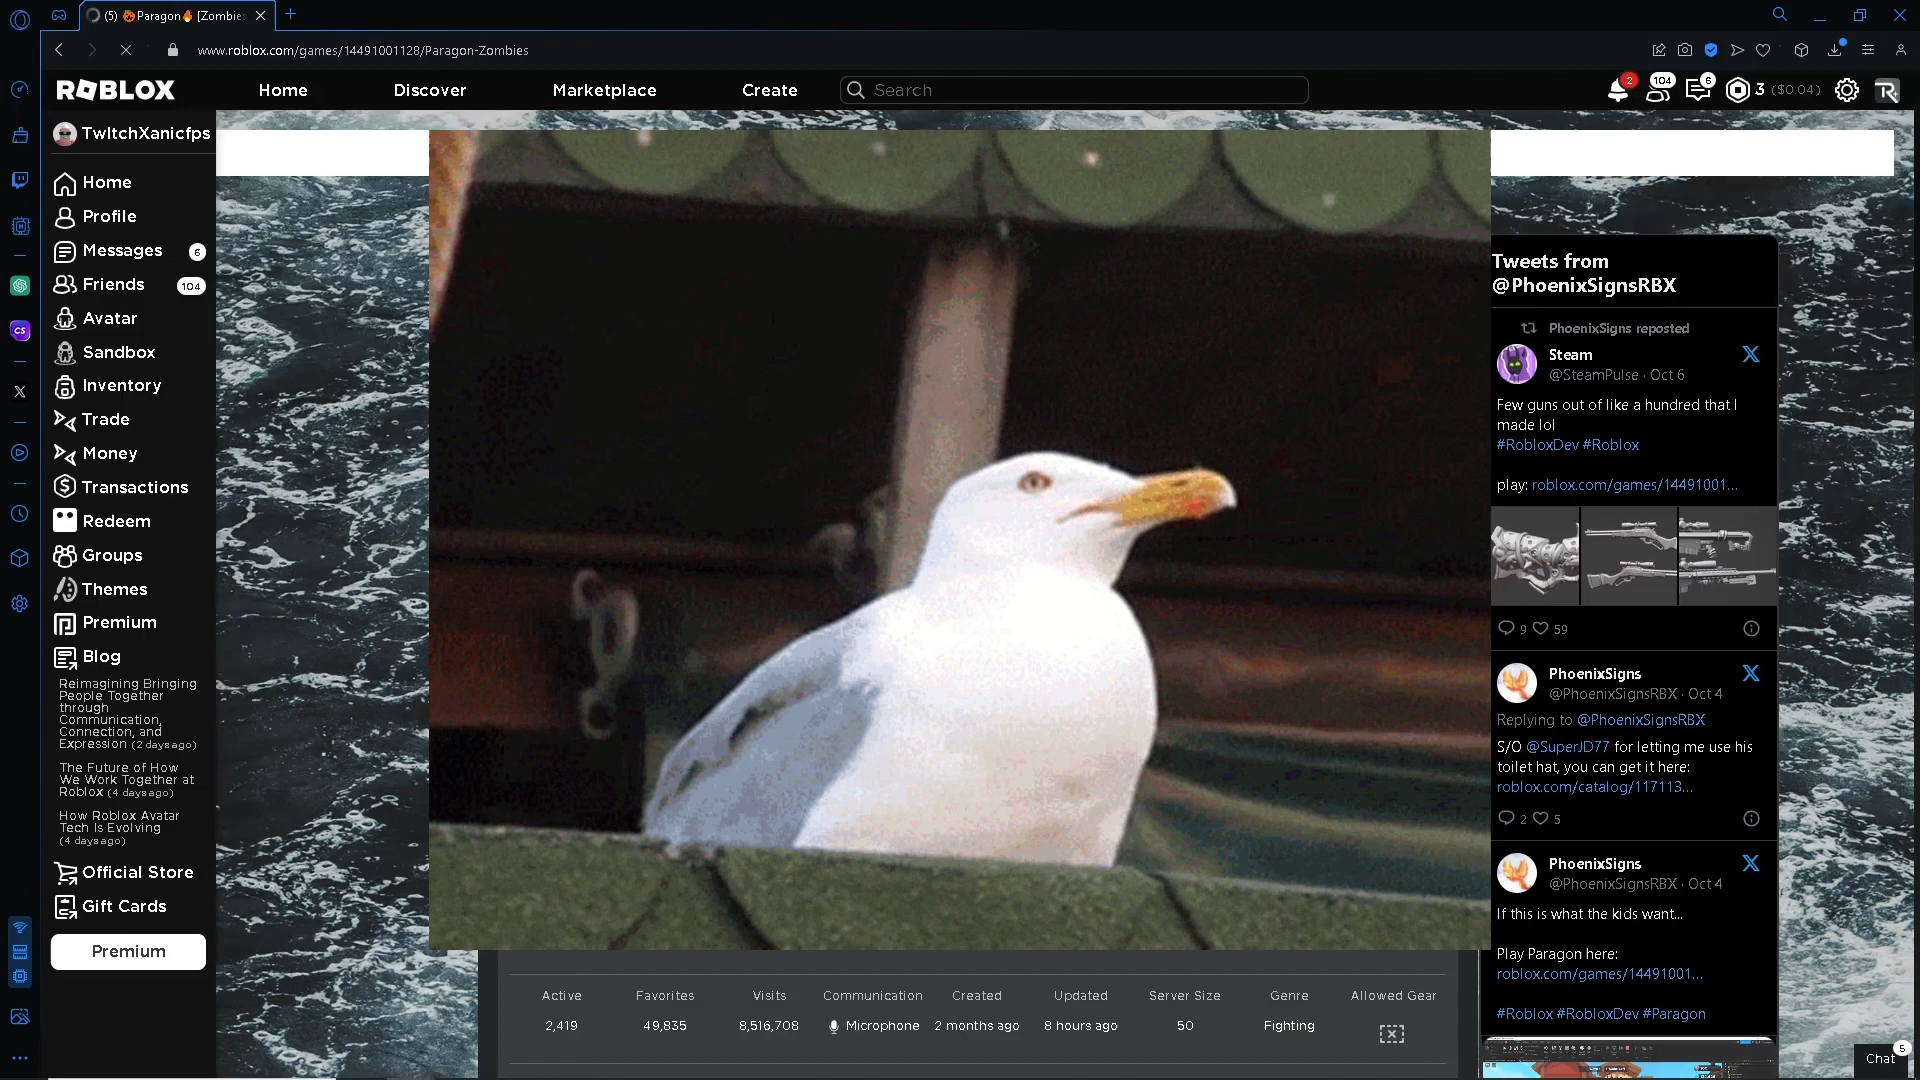 (5) 🎃Paragon🔥 [Zombies
www.roblox.com/games/14491001128/Paragon-Zombies
ROBLOX
Home
Discover
Marketplace
Create
Search
2
104
6
3 ($0.04)
TwItchXanicfps
Home
Profile
Messages 6
Friends 104
Avatar
Sandbox
Inventory
Trade
Money
Transactions
Redeem
Groups
Themes
Premium
Blog
Reimagining Bringing
People Together
through
Communication,
Connection, and
Expression (2 days ago)
The Future of How
We Work Together at
Roblox (4 days ago)
How Roblox Avatar
Tech Is Evolving
(4 days ago)
Official Store
Gift Cards
Premium
CS
Tweets from
@PhoenixSignsRBX
PhoenixSigns reposted
Steam
@SteamPulse · Oct 6
Few guns out of like a hundred that I
made lol
#RobloxDev #Roblox
play: roblox.com/games/14491001…
9 59
PhoenixSigns
@PhoenixSignsRBX · Oct 4
Replying to @PhoenixSignsRBX
S/O @SuperJD77 for letting me use his
toilet hat, you can get it here:
roblox.com/catalog/117113…
2 5
PhoenixSigns
@PhoenixSignsRBX · Oct 4
If this is what the kids want...
Play Paragon here:
roblox.com/games/14491001…
#Roblox #RobloxDev #Paragon
Active Favorites Visits Communication Created Updated Server Size Genre Allowed Gear
2,419 49,835 8,516,708 Microphone 2 months ago 8 hours ago 50 Fighting
Chat 5